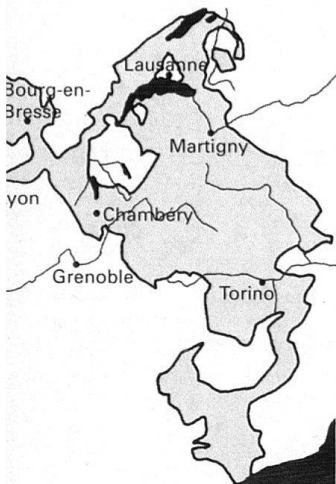 Lausanne
Bourg-en-
Bresse
Martigny
yon
Chambéry
Grenoble
Torino